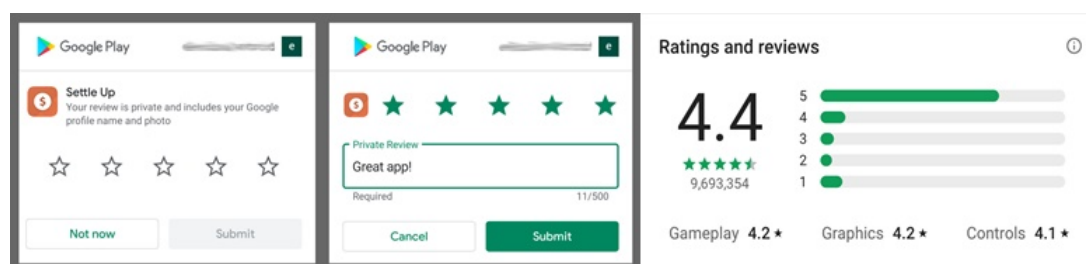 Google Play
e
Settle Up
Your review is private and includes your Google
profile name and photo
Not now
Submit
Google Play
e
Private Review
Great app!
Required
11/500
Cancel
Submit
Ratings and reviews
4.4
9,693,354
5
4
3
2
1
Gameplay 4.2★
Graphics 4.2★
Controls 4.1★